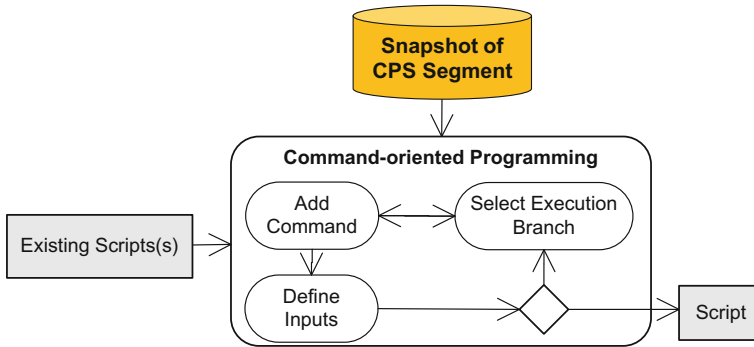 Snapshot of
CPS Segment
Command-oriented Programming
Add
Command
Select Execution
Branch
Existing Scripts(s)
Define
Inputs
Script